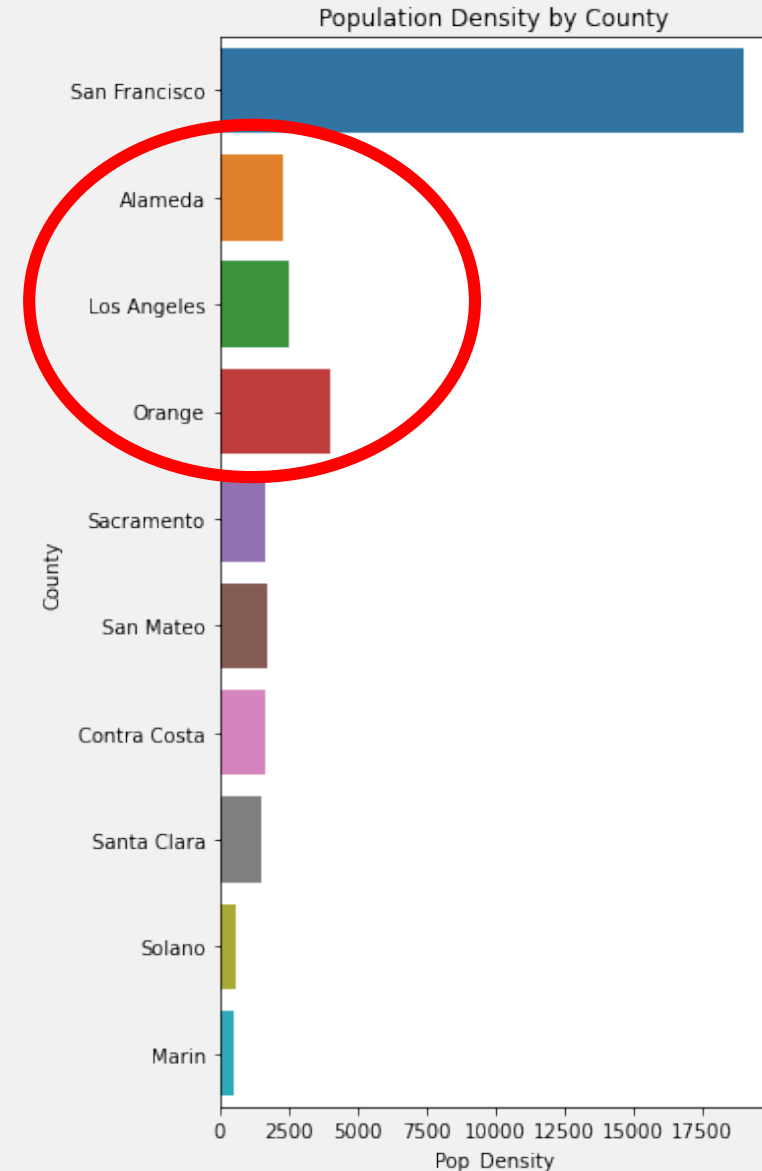 Population Density by County
San Francisco
Alameda
Los Angeles
Orange
Sacramento
San Mateo
Contra Costa
Santa Clara
Solano
Marin
County
0 2500 5000 7500 10000 12500 15000 17500
Pop_Density